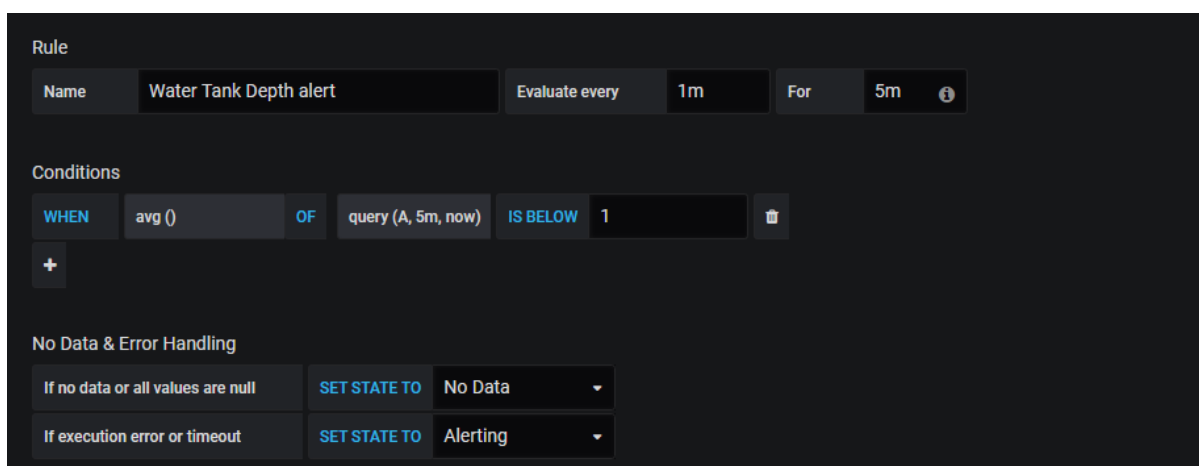 Rule
Name Water Tank Depth alert Evaluate every 1m For 5m
Conditions
WHEN avg () OF query (A, 5m, now) IS BELOW 1
+
No Data & Error Handling
If no data or all values are null SET STATE TO No Data
If execution error or timeout SET STATE TO Alerting